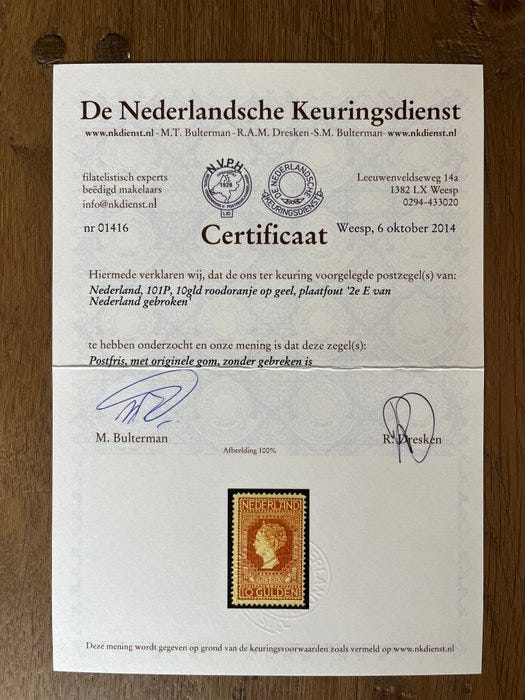 De Nederlandsche Keuringsdienst
www.nkdienst.nl - M.T. Bulterman - R.A.M. Dresken - S.M. Bulterman - www.nkdienst.nl
filatelistisch experts
beëdigd makelaars
info@nkdienst.nl
N.V.P.H
1928
LID
DE NEDERLANDSCHE KEURINGSDIENST
Leeuwenveldseweg 14a
1382 LX Weesp
0294-433020
nr 01416
Certificaat
Weesp, 6 oktober 2014
Hiermede verklaren wij, dat de ons ter keuring voorgelegde postzegel(s) van:
Nederland, 101P, 10gld roodoranje op geel, plaatfout '2e E van
Nederland gebroken'
te hebben onderzocht en onze mening is dat deze zegel(s):
Postfris, met originele gom, zonder gebreken is
M. Bulterman
R. Dresken
Afbeelding 100%
NEDERLAND
10 GULDEN
Deze mening wordt gegeven op grond van de keuringsvoorwaarden zoals vermeld op www.nkdienst.nl